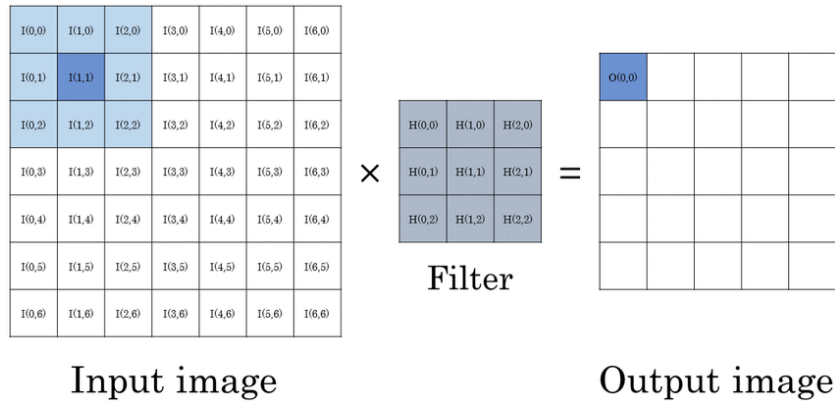 I(0,0) I(1,0) I(2,0) I(3,0) I(4,0) I(5,0) I(6,0)
I(0,1) I(1,1) I(2,1) I(3,1) I(4,1) I(5,1) I(6,1)
I(0,2) I(1,2) I(2,2) I(3,2) I(4,2) I(5,2) I(6,2)
I(0,3) I(1,3) I(2,3) I(3,3) I(4,3) I(5,3) I(6,3)
I(0,4) I(1,4) I(2,4) I(3,4) I(4,4) I(5,4) I(6,4)
I(0,5) I(1,5) I(2,5) I(3,5) I(4,5) I(5,5) I(6,5)
I(0,6) I(1,6) I(2,6) I(3,6) I(4,6) I(5,6) I(6,6)
Input image
×
H(0,0) H(1,0) H(2,0)
H(0,1) H(1,1) H(2,1)
H(0,2) H(1,2) H(2,2)
Filter
=
O(0,0)
Output image